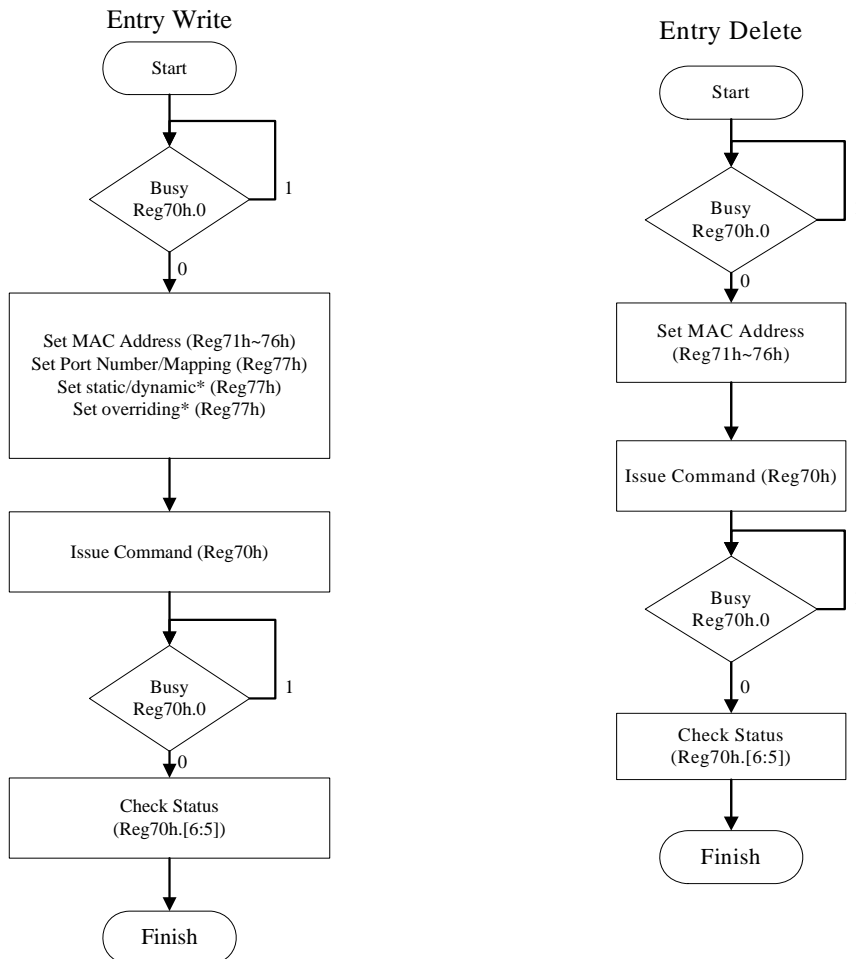 Entry Write
Start
Busy
Reg70h.0
1
0
Set MAC Address (Reg71h~76h)
Set Port Number/Mapping (Reg77h)
Set static/dynamic* (Reg77h)
Set overriding* (Reg77h)
Issue Command (Reg70h)
Busy
Reg70h.0
1
0
Check Status
(Reg70h.[6:5])
Finish
Entry Delete
Start
Busy
Reg70h.0
0
Set MAC Address
(Reg71h~76h)
Issue Command (Reg70h)
Busy
Reg70h.0
0
Check Status
(Reg70h.[6:5])
Finish